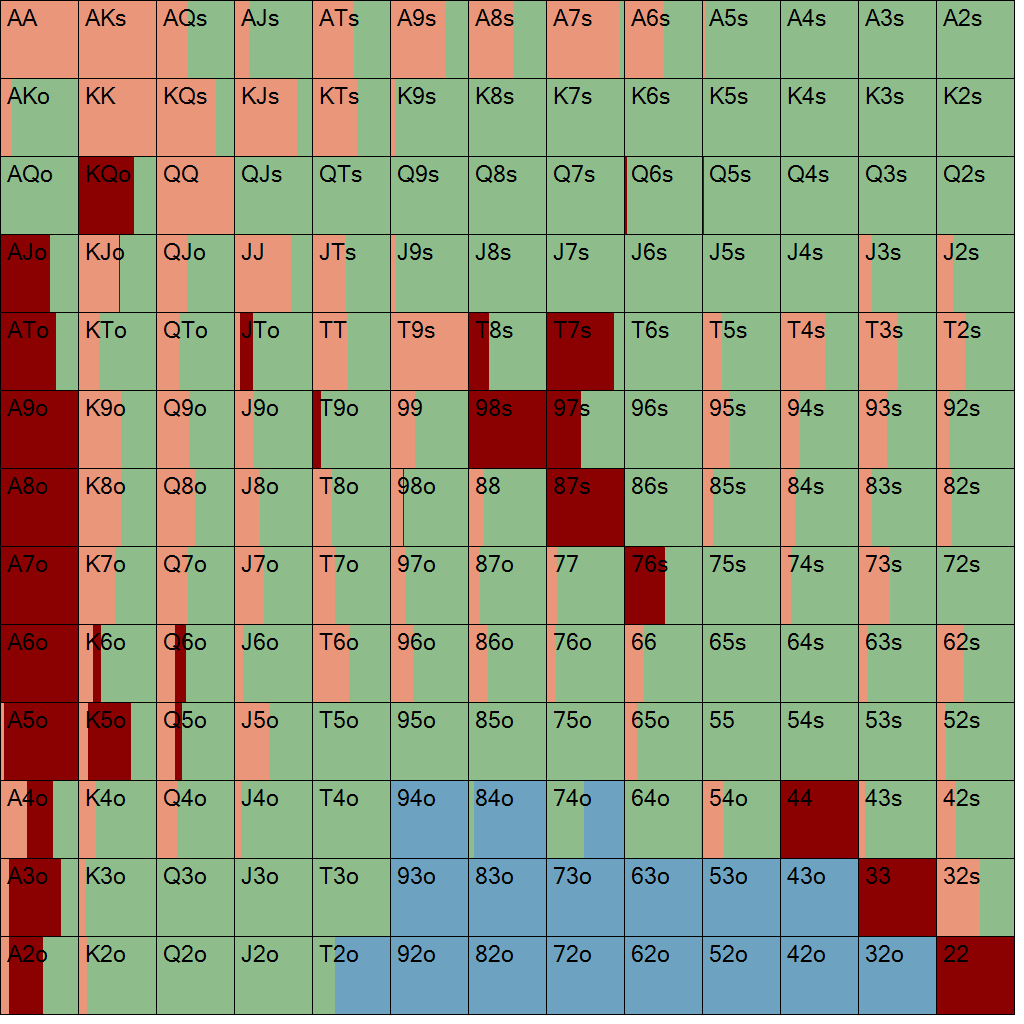 AA AKs AQs AJs ATs A9s A8s A7s A6s A5s A4s A3s A2s
AKo KK KQs KJs KTs K9s K8s K7s K6s K5s K4s K3s K2s
AQo KQo QQ QJs QTs Q9s Q8s Q7s Q6s Q5s Q4s Q3s Q2s
AJo KJo QJo JJ JTs J9s J8s J7s J6s J5s J4s J3s J2s
ATo KTo QTo JTo TT T9s T8s T7s T6s T5s T4s T3s T2s
A9o K9o Q9o J9o T9o 99 98s 97s 96s 95s 94s 93s 92s
A8o K8o Q8o J8o T8o 98o 88 87s 86s 85s 84s 83s 82s
A7o K7o Q7o J7o T7o 97o 87o 77 76s 75s 74s 73s 72s
A6o K6o Q6o J6o T6o 96o 86o 76o 66 65s 64s 63s 62s
A5o K5o Q5o J5o T5o 95o 85o 75o 65o 55 54s 53s 52s
A4o K4o Q4o J4o T4o 94o 84o 74o 64o 54o 44 43s 42s
A3o K3o Q3o J3o T3o 93o 83o 73o 63o 53o 43o 33 32s
A2o K2o Q2o J2o T2o 92o 82o 72o 62o 52o 42o 32o 22